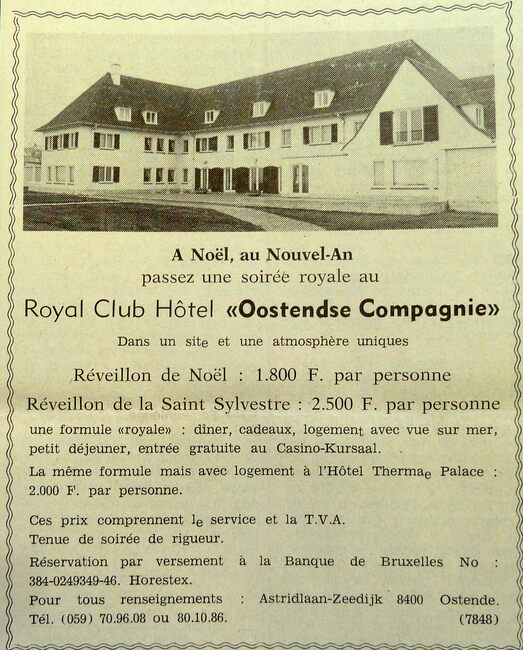 A Noël, au Nouvel-An
passez une soirée royale au
Royal Club Hôtel «Oostendse Compagnie»
Dans un site et une atmosphère uniques
Réveillon de Noël : 1.800 F. par personne
Réveillon de la Saint Sylvestre : 2.500 F. par personne
une formule «royale» : dîner, cadeaux, logement avec vue sur mer,
petit déjeuner, entrée gratuite au Casino-Kursaal.
La même formule mais avec logement à l'Hôtel Thermae Palace :
2.000 F. par personne.
Ces prix comprennent le service et la T.V.A.
Tenue de soirée de rigueur.
Réservation par versement à la Banque de Bruxelles No :
384-0249349-46. Horestex.
Pour tous renseignements : Astridlaan-Zeedijk 8400 Ostende.
Tél. (059) 70.96.08 ou 80.10.86. (7848)